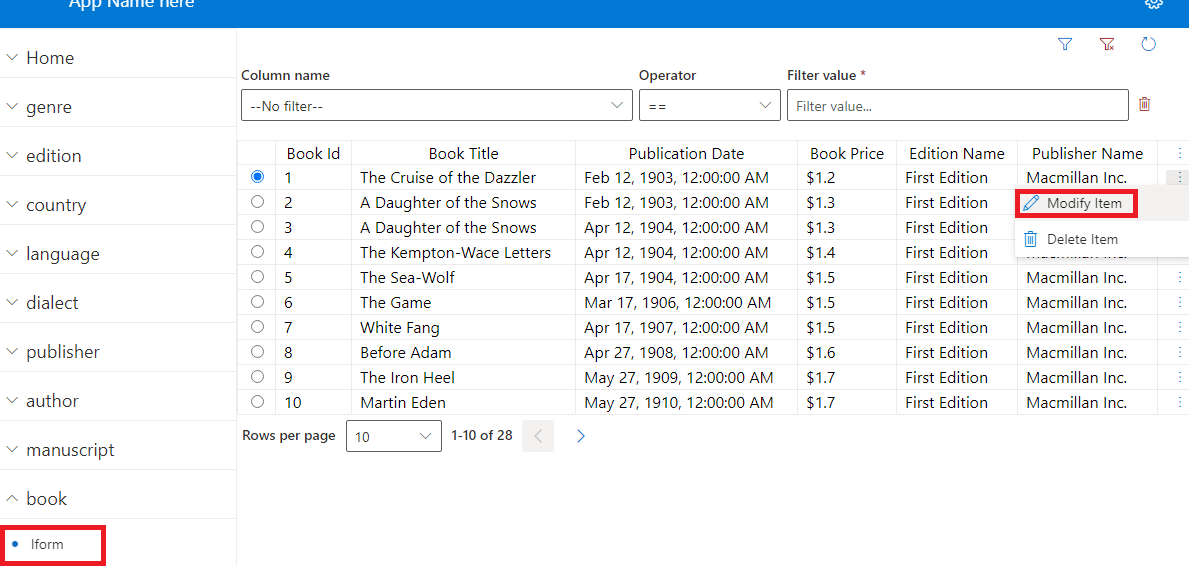 App Name here
Home
genre
edition
country
language
dialect
publisher
author
manuscript
book
lform
Column name Operator Filter value *
--No filter-- == Filter value...
Book Id Book Title Publication Date Book Price Edition Name Publisher Name
1 The Cruise of the Dazzler Feb 12, 1903, 12:00:00 AM $1.2 First Edition Macmillan Inc.
2 A Daughter of the Snows Feb 12, 1903, 12:00:00 AM $1.3 First Edition
3 A Daughter of the Snows Apr 12, 1904, 12:00:00 AM $1.3 First Edition
4 The Kempton-Wace Letters Apr 12, 1904, 12:00:00 AM $1.4 First Edition
5 The Sea-Wolf Apr 17, 1904, 12:00:00 AM $1.5 First Edition Macmillan Inc.
6 The Game Mar 17, 1906, 12:00:00 AM $1.5 First Edition Macmillan Inc.
7 White Fang Apr 17, 1907, 12:00:00 AM $1.5 First Edition Macmillan Inc.
8 Before Adam Apr 27, 1908, 12:00:00 AM $1.6 First Edition Macmillan Inc.
9 The Iron Heel May 27, 1909, 12:00:00 AM $1.7 First Edition Macmillan Inc.
10 Martin Eden May 27, 1910, 12:00:00 AM $1.7 First Edition Macmillan Inc.
Modify Item
Delete Item
Rows per page 10 1-10 of 28